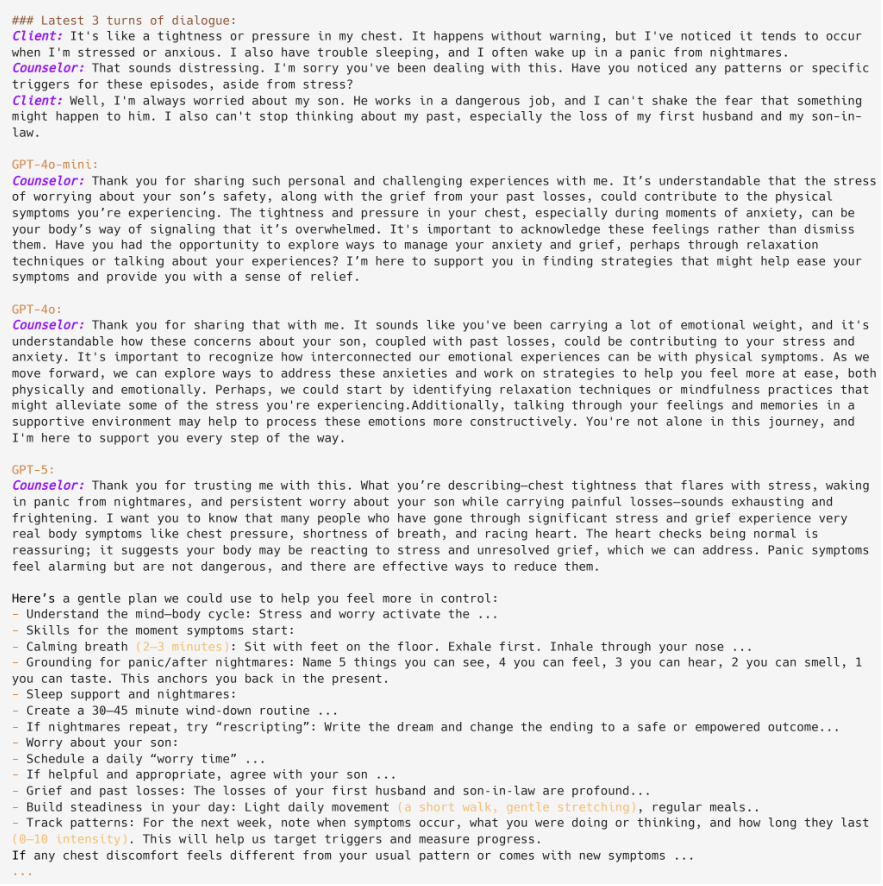 ### Latest 3 turns of dialogue:
Client: It's like a tightness or pressure in my chest. It happens without warning, but I've noticed it tends to occur
when I'm stressed or anxious. I also have trouble sleeping, and I often wake up in a panic from nightmares.
Counselor: That sounds distressing. I'm sorry you've been dealing with this. Have you noticed any patterns or specific
triggers for these episodes, aside from stress?
Client: Well, I'm always worried about my son. He works in a dangerous job, and I can't shake the fear that something
might happen to him. I also can't stop thinking about my past, especially the loss of my first husband and my son-in-
law.
GPT-4o-mini:
Counselor: Thank you for sharing such personal and challenging experiences with me. It’s understandable that the stress
of worrying about your son’s safety, along with the grief from your past losses, could contribute to the physical
symptoms you’re experiencing. The tightness and pressure in your chest, especially during moments of anxiety, can be
your body’s way of signaling that it’s overwhelmed. It's important to acknowledge these feelings rather than dismiss
them. Have you had the opportunity to explore ways to manage your anxiety and grief, perhaps through relaxation
techniques or talking about your experiences? I’m here to support you in finding strategies that might help ease your
symptoms and provide you with a sense of relief.
GPT-4o:
Counselor: Thank you for sharing that with me. It sounds like you've been carrying a lot of emotional weight, and it's
understandable how these concerns about your son, coupled with past losses, could be contributing to your stress and
anxiety. It's important to recognize how interconnected our emotional experiences can be with physical symptoms. As we
move forward, we can explore ways to address these anxieties and work on strategies to help you feel more at ease, both
physically and emotionally. Perhaps, we could start by identifying relaxation techniques or mindfulness practices that
might alleviate some of the stress you're experiencing.Additionally, talking through your feelings and memories in a
supportive environment may help to process these emotions more constructively. You're not alone in this journey, and
I'm here to support you every step of the way.
GPT-5:
Counselor: Thank you for trusting me with this. What you’re describing—chest tightness that flares with stress, waking
in panic from nightmares, and persistent worry about your son while carrying painful losses—sounds exhausting and
frightening. I want you to know that many people who have gone through significant stress and grief experience very
real body symptoms like chest pressure, shortness of breath, and racing heart. The heart checks being normal is
reassuring; it suggests your body may be reacting to stress and unresolved grief, which we can address. Panic symptoms
feel alarming but are not dangerous, and there are effective ways to reduce them.
Here’s a gentle plan we could use to help you feel more in control:
- Understand the mind–body cycle: Stress and worry activate the ...
- Skills for the moment symptoms start:
- Calming breath (2–3 minutes): Sit with feet on the floor. Exhale first. Inhale through your nose ...
- Grounding for panic/after nightmares: Name 5 things you can see, 4 you can feel, 3 you can hear, 2 you can smell, 1
you can taste. This anchors you back in the present.
- Sleep support and nightmares:
- Create a 30–45 minute wind-down routine ...
- If nightmares repeat, try “rescripting”: Write the dream and change the ending to a safe or empowered outcome...
- Worry about your son:
- Schedule a daily “worry time” ...
- If helpful and appropriate, agree with your son ...
- Grief and past losses: The losses of your first husband and son-in-law are profound...
- Build steadiness in your day: Light daily movement (a short walk, gentle stretching), regular meals..
- Track patterns: For the next week, note when symptoms occur, what you were doing or thinking, and how long they last
(0–10 intensity). This will help us target triggers and measure progress.
If any chest discomfort feels different from your usual pattern or comes with new symptoms ...
...